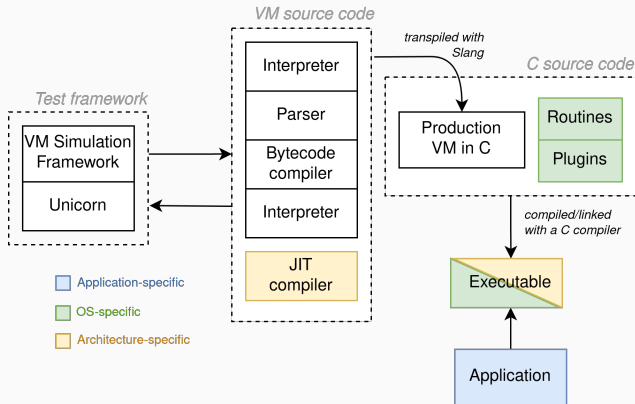 VM source code
Interpreter
Parser
Bytecode
compiler
Interpreter
JIT
compiler
Test framework
VM Simulation
Framework
Unicorn
transpiled with
Slang
C source code
Production
VM in C
Routines
Plugins
compiled/linked
with a C compiler
Executable
Application
Application-specific
OS-specific
Architecture-specific